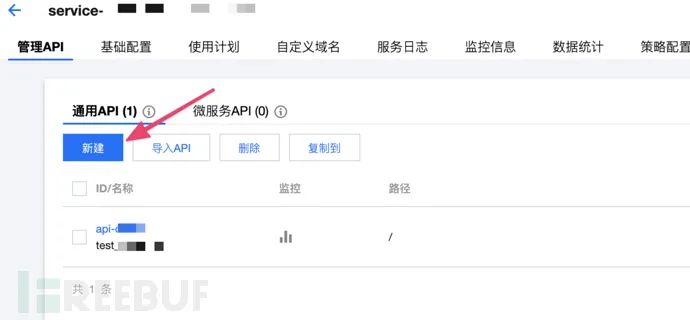 service-
管理API 基础配置 使用计划 自定义域名 服务日志 监控信息 数据统计 策略配置
通用API (1) 微服务API (0)
新建 导入API 删除 复制到
ID/名称 监控 路径
api-
test_ /
共 1 条
FREEBUF